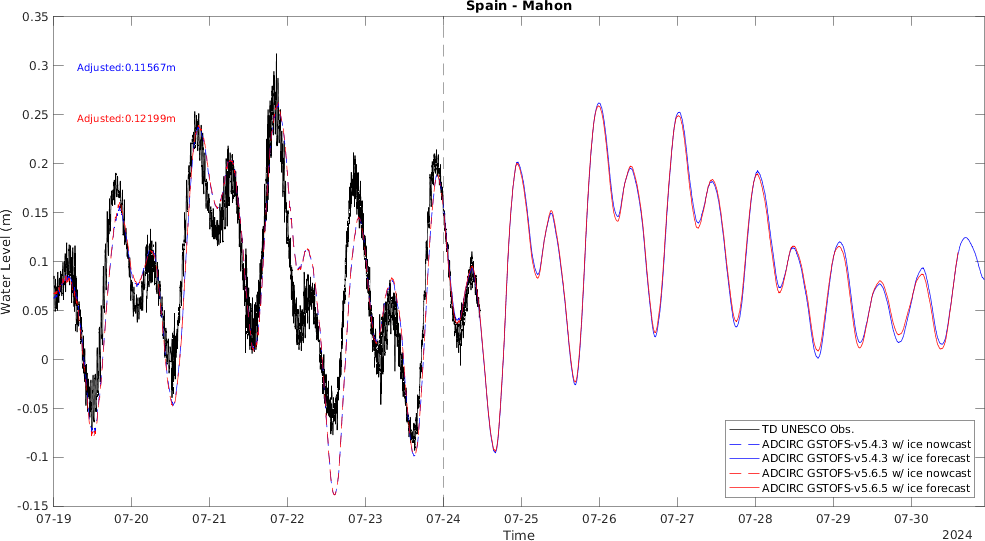 Spain - Mahon
0.35
0.3
0.25
0.2
0.15
0.1
0.05
0
-0.05
-0.1
-0.15
Water Level (m)
Adjusted:0.11567m
Adjusted:0.12199m
TD UNESCO Obs.
ADCIRC GSTOFS-v5.4.3 w/ ice nowcast
ADCIRC GSTOFS-v5.4.3 w/ ice forecast
ADCIRC GSTOFS-v5.6.5 w/ ice nowcast
ADCIRC GSTOFS-v5.6.5 w/ ice forecast
07-19 07-20 07-21 07-22 07-23 07-24 07-25 07-26 07-27 07-28 07-29 07-30
Time
2024